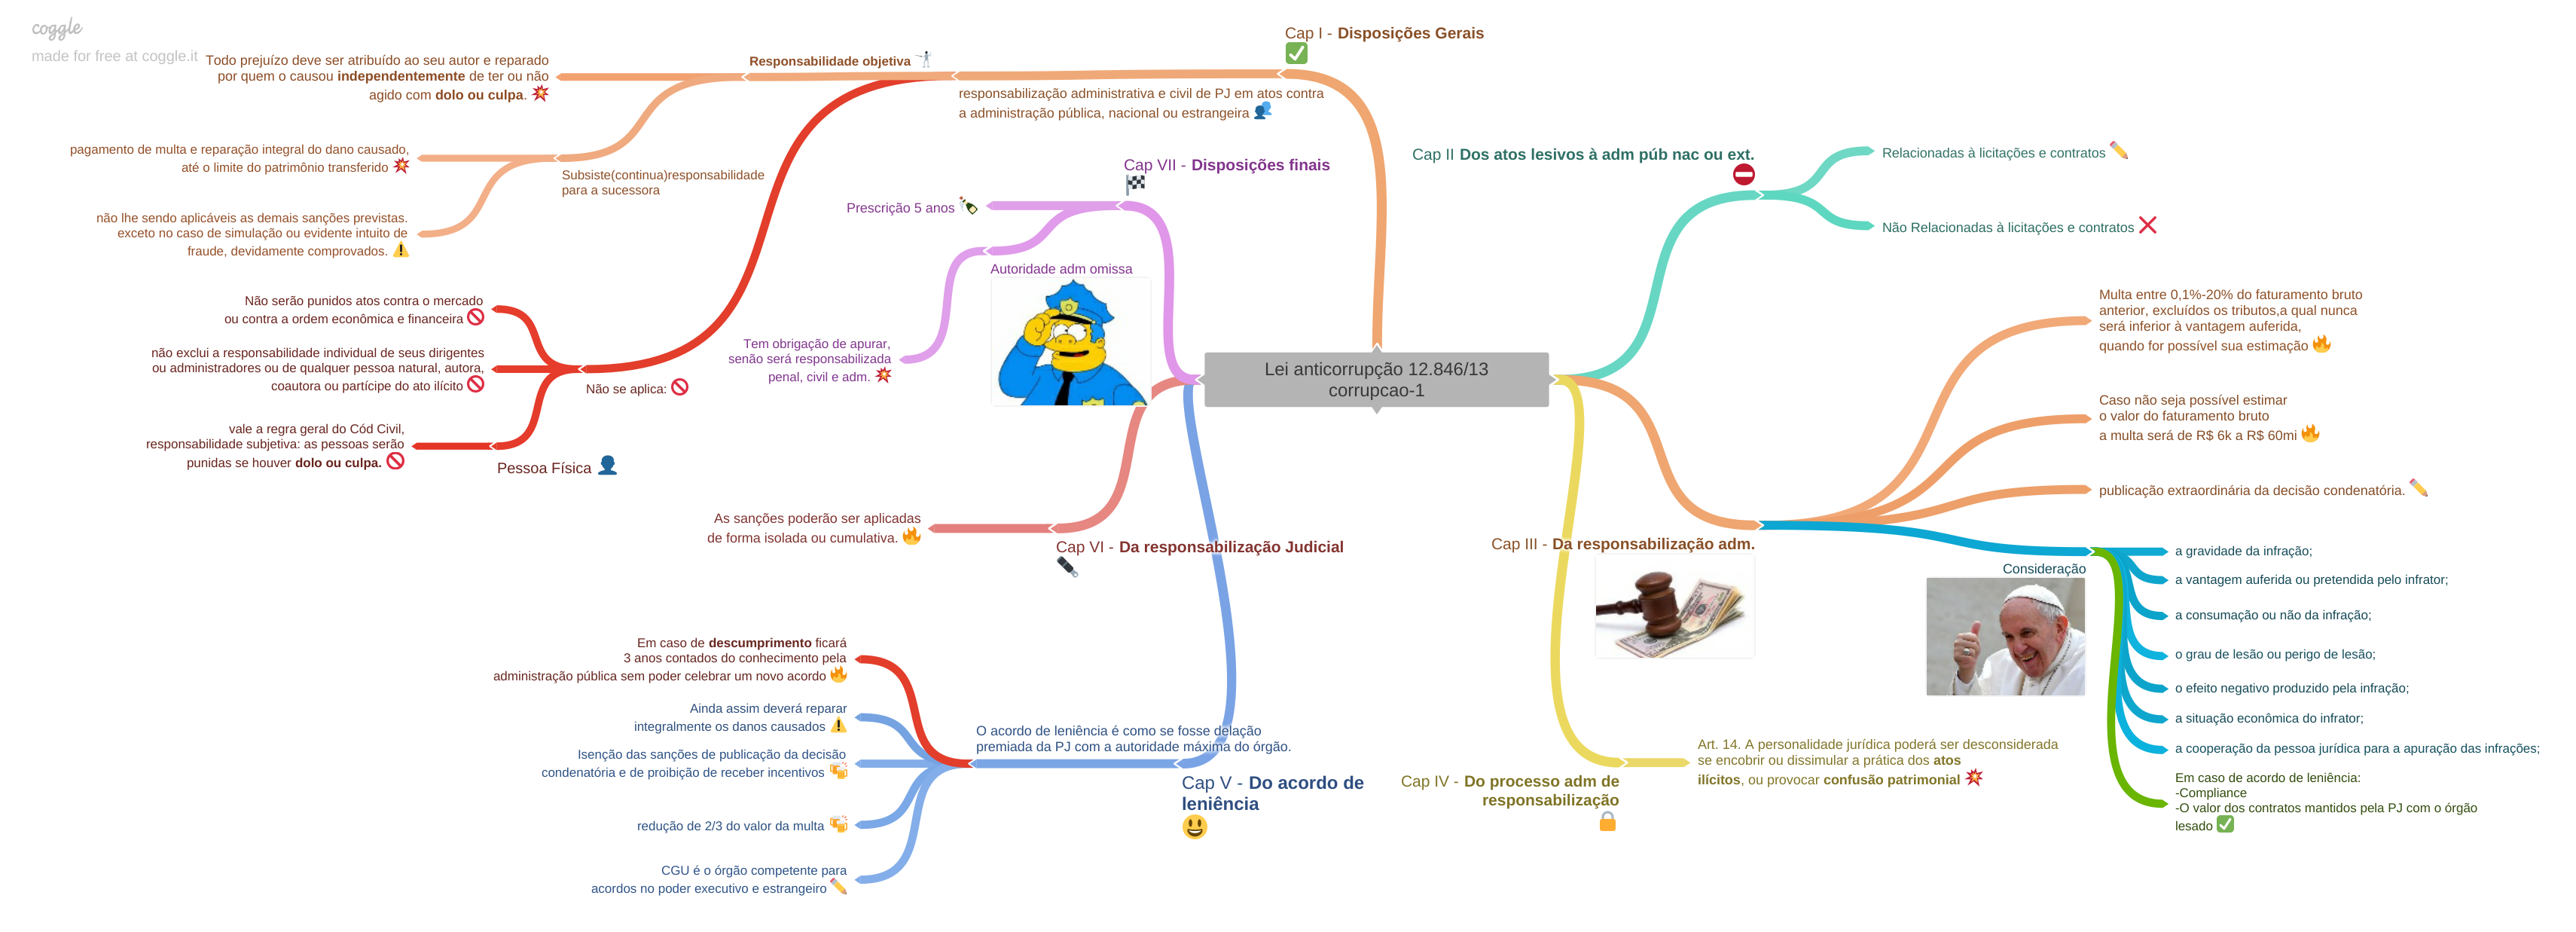 coggle
made for free at coggle.it
Cap I - Disposições Gerais
responsabilização administrativa e civil de PJ em atos contra
a administração pública, nacional ou estrangeira
Responsabilidade objetiva
Todo prejuízo deve ser atribuído ao seu autor e reparado
por quem o causou independentemente de ter ou não
agido com dolo ou culpa.
Subsiste(continua)responsabilidade
para a sucessora
pagamento de multa e reparação integral do dano causado,
até o limite do patrimônio transferido
não lhe sendo aplicáveis as demais sanções previstas.
exceto no caso de simulação ou evidente intuito de
fraude, devidamente comprovados.
Não se aplica:
Não serão punidos atos contra o mercado
ou contra a ordem econômica e financeira
não exclui a responsabilidade individual de seus dirigentes
ou administradores ou de qualquer pessoa natural, autora,
coautora ou partícipe do ato ilícito
Pessoa Física
vale a regra geral do Cód Civil,
responsabilidade subjetiva: as pessoas serão
punidas se houver dolo ou culpa.
Cap VII - Disposições finais
Prescrição 5 anos
Autoridade adm omissa
Tem obrigação de apurar,
senão será responsabilizada
penal, civil e adm.
Lei anticorrupção 12.846/13
corrupcao-1
Cap VI - Da responsabilização Judicial
As sanções poderão ser aplicadas
de forma isolada ou cumulativa.
Cap V - Do acordo de
leniência
O acordo de leniência é como se fosse delação
premiada da PJ com a autoridade máxima do órgão.
Em caso de descumprimento ficará
3 anos contados do conhecimento pela
administração pública sem poder celebrar um novo acordo
Ainda assim deverá reparar
integralmente os danos causados
Isenção das sanções de publicação da decisão
condenatória e de proibição de receber incentivos
redução de 2/3 do valor da multa
CGU é o órgão competente para
acordos no poder executivo e estrangeiro
Cap II Dos atos lesivos à adm púb nac ou ext.
Relacionadas à licitações e contratos
Não Relacionadas à licitações e contratos
Cap III - Da responsabilização adm.
Multa entre 0,1%-20% do faturamento bruto
anterior, excluídos os tributos,a qual nunca
será inferior à vantagem auferida,
quando for possível sua estimação
Caso não seja possível estimar
o valor do faturamento bruto
a multa será de R$ 6k a R$ 60mi
publicação extraordinária da decisão condenatória.
Consideração
a gravidade da infração;
a vantagem auferida ou pretendida pelo infrator;
a consumação ou não da infração;
o grau de lesão ou perigo de lesão;
o efeito negativo produzido pela infração;
a situação econômica do infrator;
a cooperação da pessoa jurídica para a apuração das infrações;
Em caso de acordo de leniência:
-Compliance
-O valor dos contratos mantidos pela PJ com o órgão
lesado
Cap IV - Do processo adm de
responsabilização
Art. 14. A personalidade jurídica poderá ser desconsiderada
se encobrir ou dissimular a prática dos atos
ilícitos, ou provocar confusão patrimonial